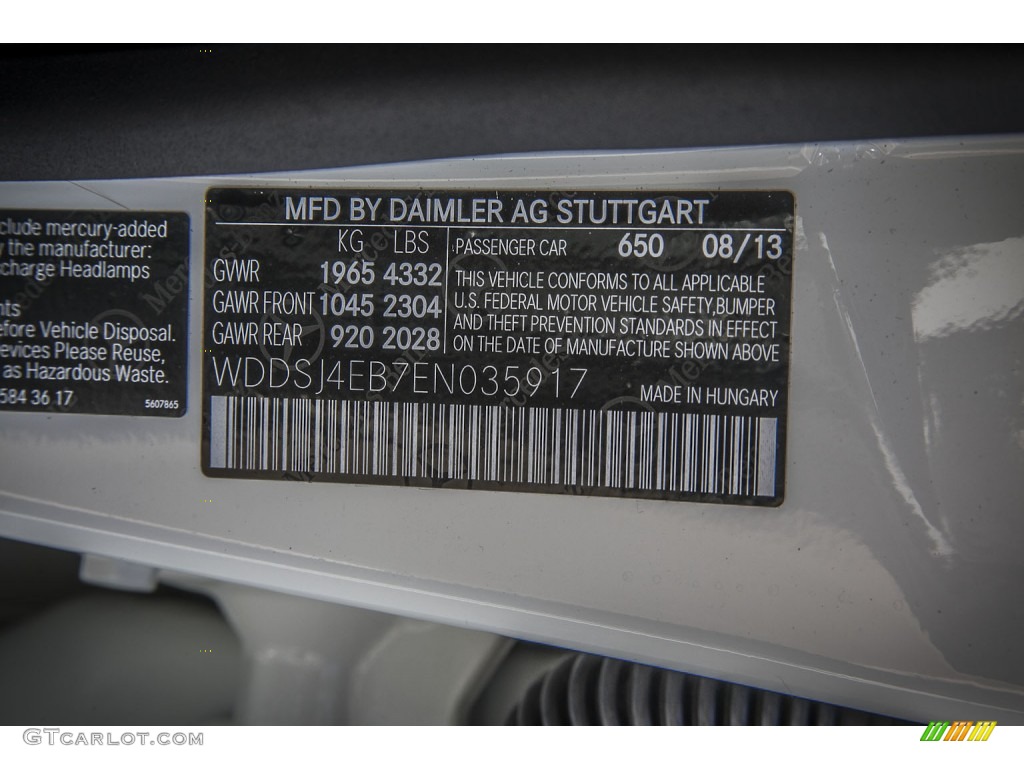 clude mercury-added
y the manufacturer:
charge Headlamps
nts
efore Vehicle Disposal.
evices Please Reuse,
as Hazardous Waste.
584 36 17
5607865
MFD BY DAIMLER AG STUTTGART
KG LBS
GVWR 1965 4332
GAWR FRONT 1045 2304
GAWR REAR 920 2028
PASSENGER CAR 650 08/13
THIS VEHICLE CONFORMS TO ALL APPLICABLE
U.S. FEDERAL MOTOR VEHICLE SAFETY,BUMPER
AND THEFT PREVENTION STANDARDS IN EFFECT
ON THE DATE OF MANUFACTURE SHOWN ABOVE
WDDSJ4EB7EN035917
MADE IN HUNGARY
GTcarlot.com